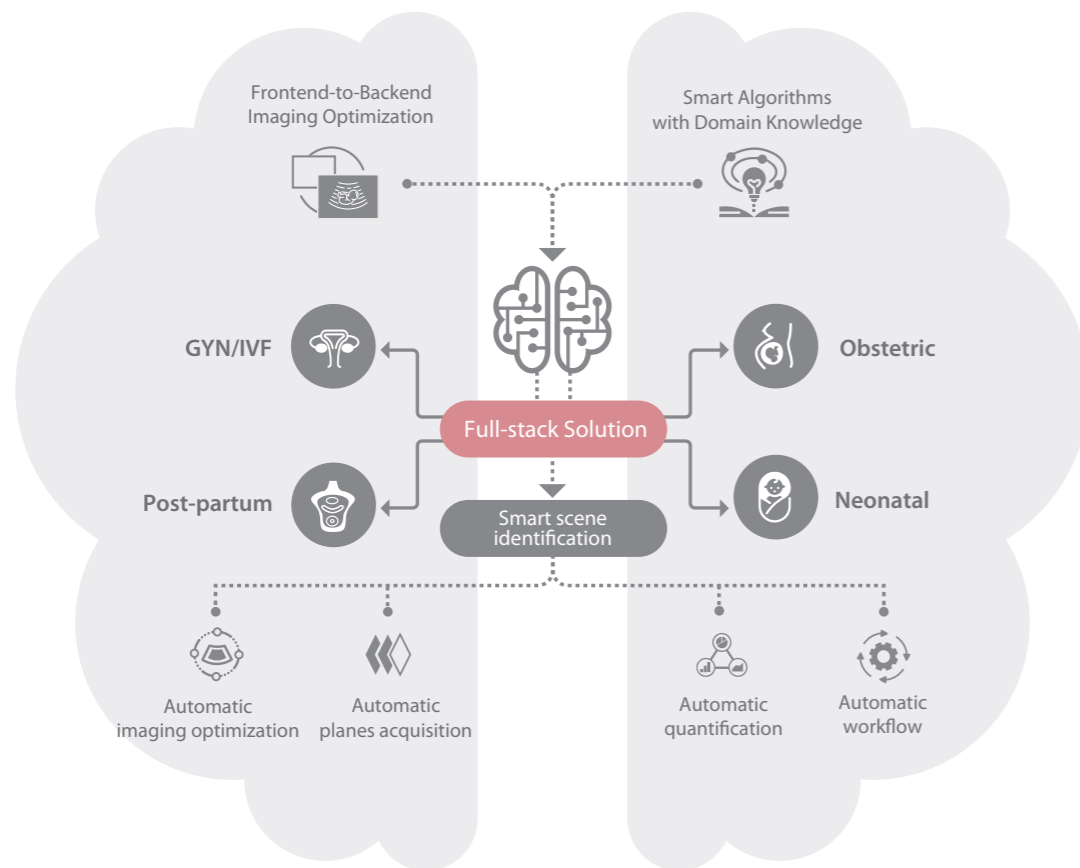 Frontend-to-Backend
Imaging Optimization
Smart Algorithms
with Domain Knowledge
GYN/IVF
Obstetric
Full-stack Solution
Post-partum
Neonatal
Smart scene
identification
Automatic
imaging optimization
Automatic
planes acquisition
Automatic
quantification
Automatic
workflow